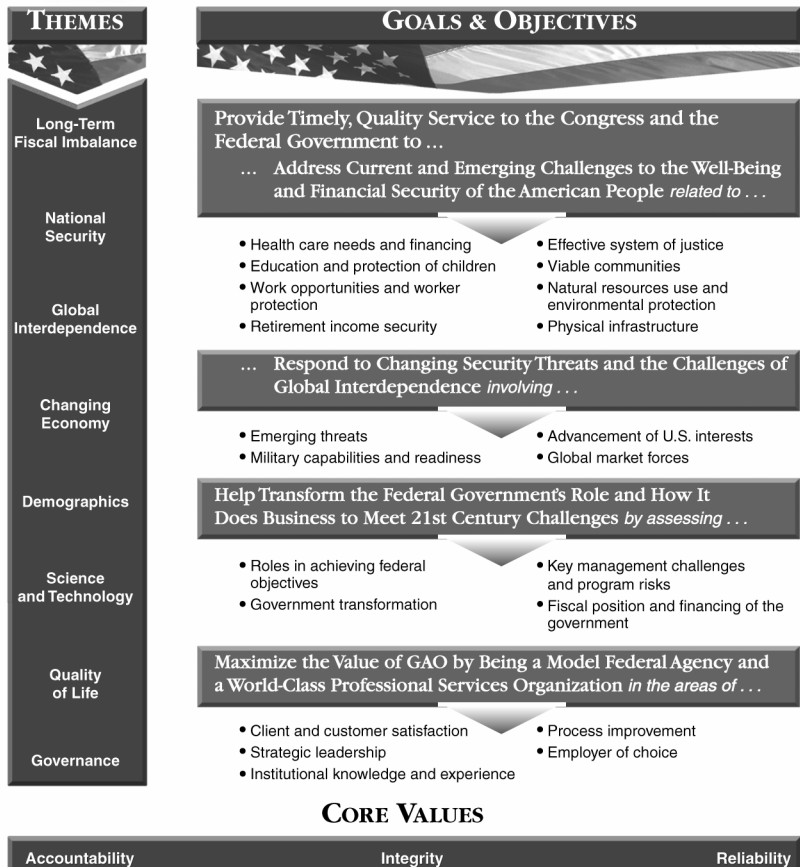 THEMES
Long-Term
Fiscal Imbalance
National
Security
Global
Interdependence
Changing
Economy
Demographics
Science
and Technology
Quality
of Life
Governance
GOALS & OBJECTIVES
Provide Timely, Quality Service to the Congress and the
Federal Government to ...
... Address Current and Emerging Challenges to the Well-Being
and Financial Security of the American People related to . . .
• Health care needs and financing
• Education and protection of children
• Work opportunities and worker
protection
• Retirement income security
• Effective system of justice
• Viable communities
• Natural resources use and
environmental protection
• Physical infrastructure
... Respond to Changing Security Threats and the Challenges of
Global Interdependence involving . . .
• Emerging threats
• Military capabilities and readiness
• Advancement of U.S. interests
• Global market forces
Help Transform the Federal Government's Role and How It
Does Business to Meet 21st Century Challenges by assessing . . .
• Roles in achieving federal
objectives
• Government transformation
• Key management challenges
and program risks
• Fiscal position and financing of the
government
Maximize the Value of GAO by Being a Model Federal Agency and
a World-Class Professional Services Organization in the areas of . . .
• Client and customer satisfaction
• Strategic leadership
• Institutional knowledge and experience
• Process improvement
• Employer of choice
CORE VALUES
Accountability Integrity Reliability